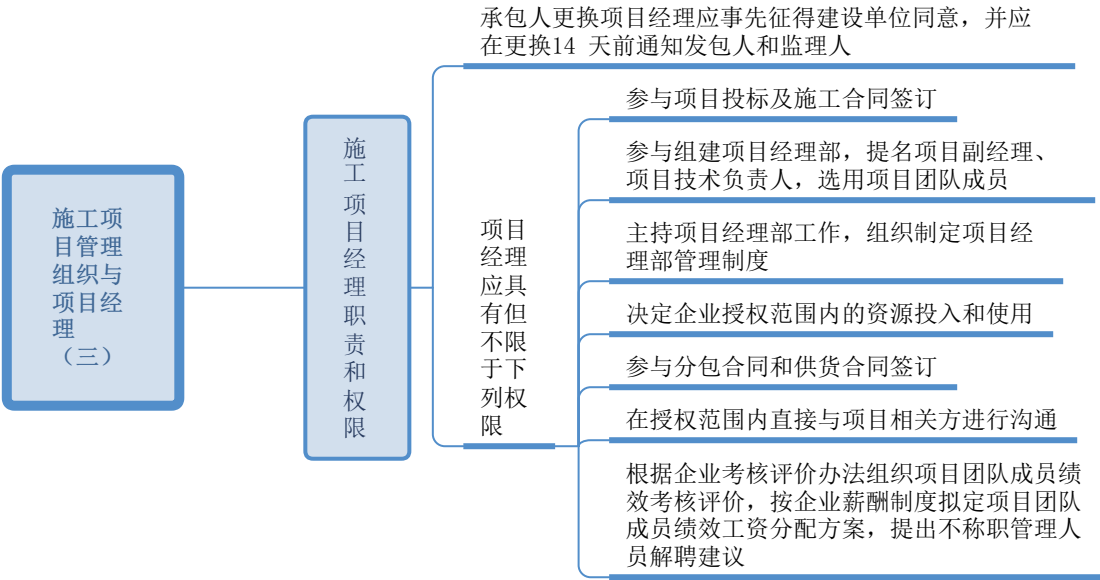 施工项
目管理
组织与
项目经
理
（三）
施
工
项
目
经
理
职
责
和
权
限
承包人更换项目经理应事先征得建设单位同意，并应
在更换14 天前通知发包人和监理人
项目
经理
应具
有但
不限
于下
列权
限
参与项目投标及施工合同签订
参与组建项目经理部，提名项目副经理、
项目技术负责人，选用项目团队成员
主持项目经理部工作，组织制定项目经
理部管理制度
决定企业授权范围内的资源投入和使用
参与分包合同和供货合同签订
在授权范围内直接与项目相关方进行沟通
根据企业考核评价办法组织项目团队成员绩
效考核评价，按企业薪酬制度拟定项目团队
成员绩效工资分配方案，提出不称职管理人
员解聘建议